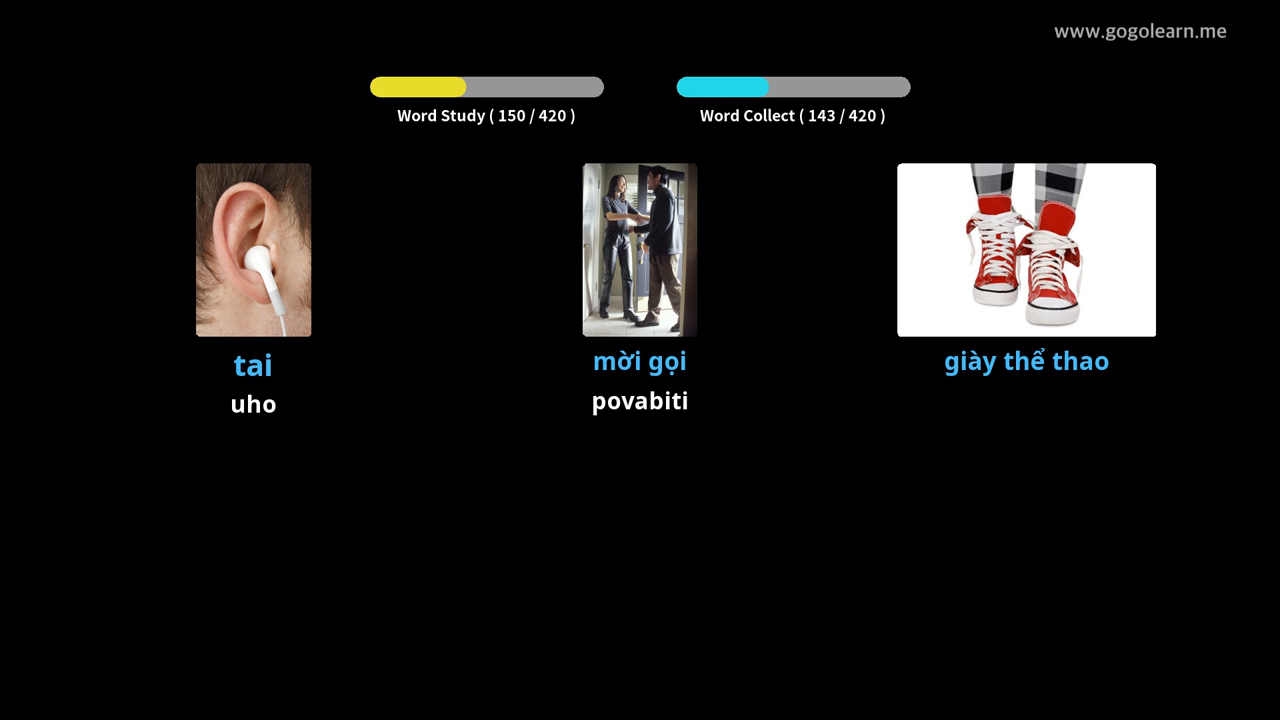 www.gogolearn.me
Word Study ( 150 / 420 )
Word Collect ( 143 / 420 )
tai
uho
mời gọi
povabiti
giày thể thao